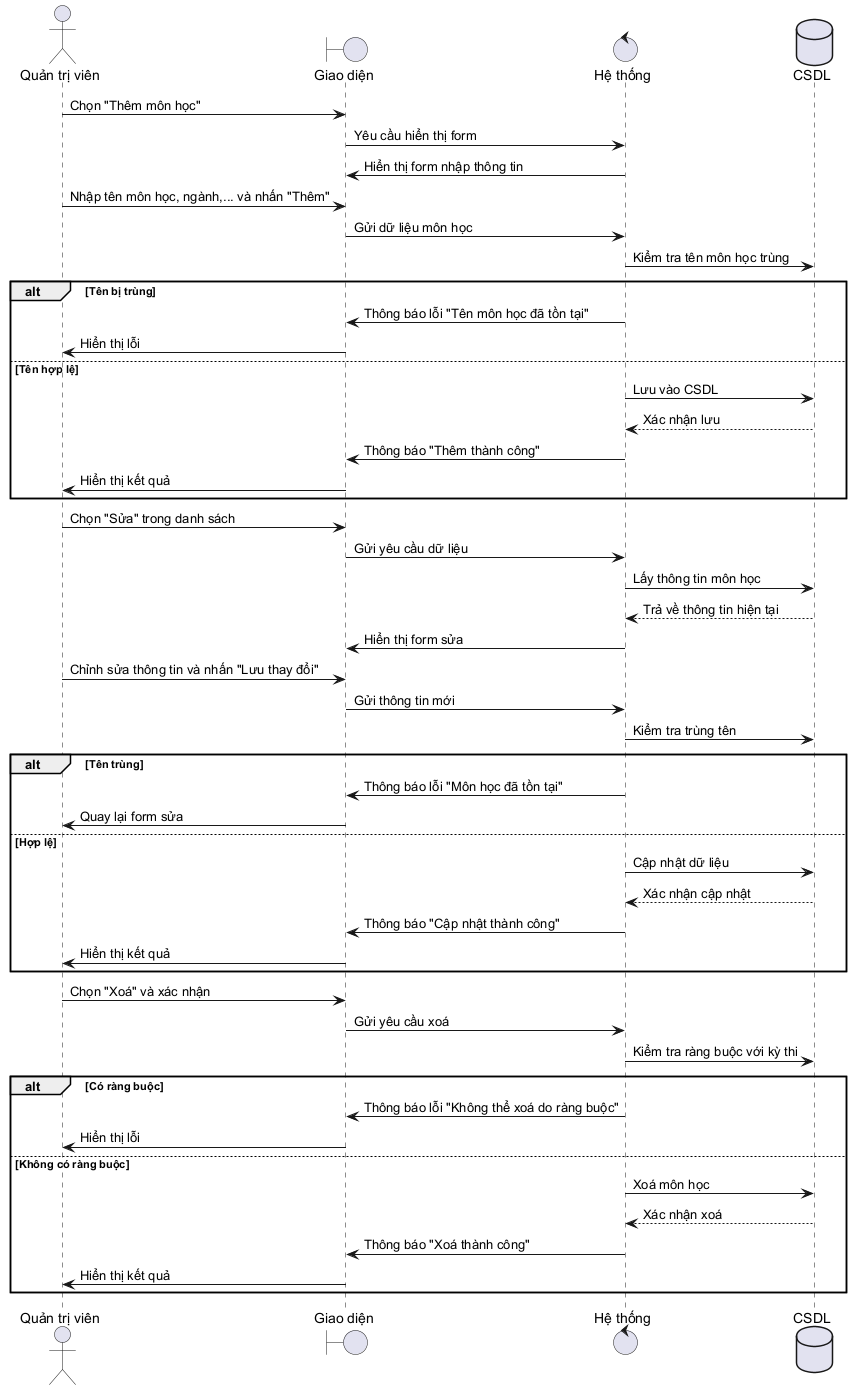 Quản trị viên
Giao diện
Hệ thống
CSDL
Chọn "Thêm môn học"
Yêu cầu hiển thị form
Hiển thị form nhập thông tin
Nhập tên môn học, ngành,... và nhấn "Thêm"
Gửi dữ liệu môn học
Kiểm tra tên môn học trùng
alt
[Tên bị trùng]
Thông báo lỗi "Tên môn học đã tồn tại"
Hiển thị lỗi
[Tên hợp lệ]
Lưu vào CSDL
Xác nhận lưu
Thông báo "Thêm thành công"
Hiển thị kết quả
Chọn "Sửa" trong danh sách
Gửi yêu cầu dữ liệu
Lấy thông tin môn học
Trả về thông tin hiện tại
Hiển thị form sửa
Chỉnh sửa thông tin và nhấn "Lưu thay đổi"
Gửi thông tin mới
Kiểm tra trùng tên
alt
[Tên trùng]
Thông báo lỗi "Môn học đã tồn tại"
Quay lại form sửa
[Hợp lệ]
Cập nhật dữ liệu
Xác nhận cập nhật
Thông báo "Cập nhật thành công"
Hiển thị kết quả
Chọn "Xoá" và xác nhận
Gửi yêu cầu xoá
Kiểm tra ràng buộc với kỳ thi
alt
[Có ràng buộc]
Thông báo lỗi "Không thể xoá do ràng buộc"
Hiển thị lỗi
[Không có ràng buộc]
Xoá môn học
Xác nhận xoá
Thông báo "Xoá thành công"
Hiển thị kết quả
Quản trị viên
Giao diện
Hệ thống
CSDL